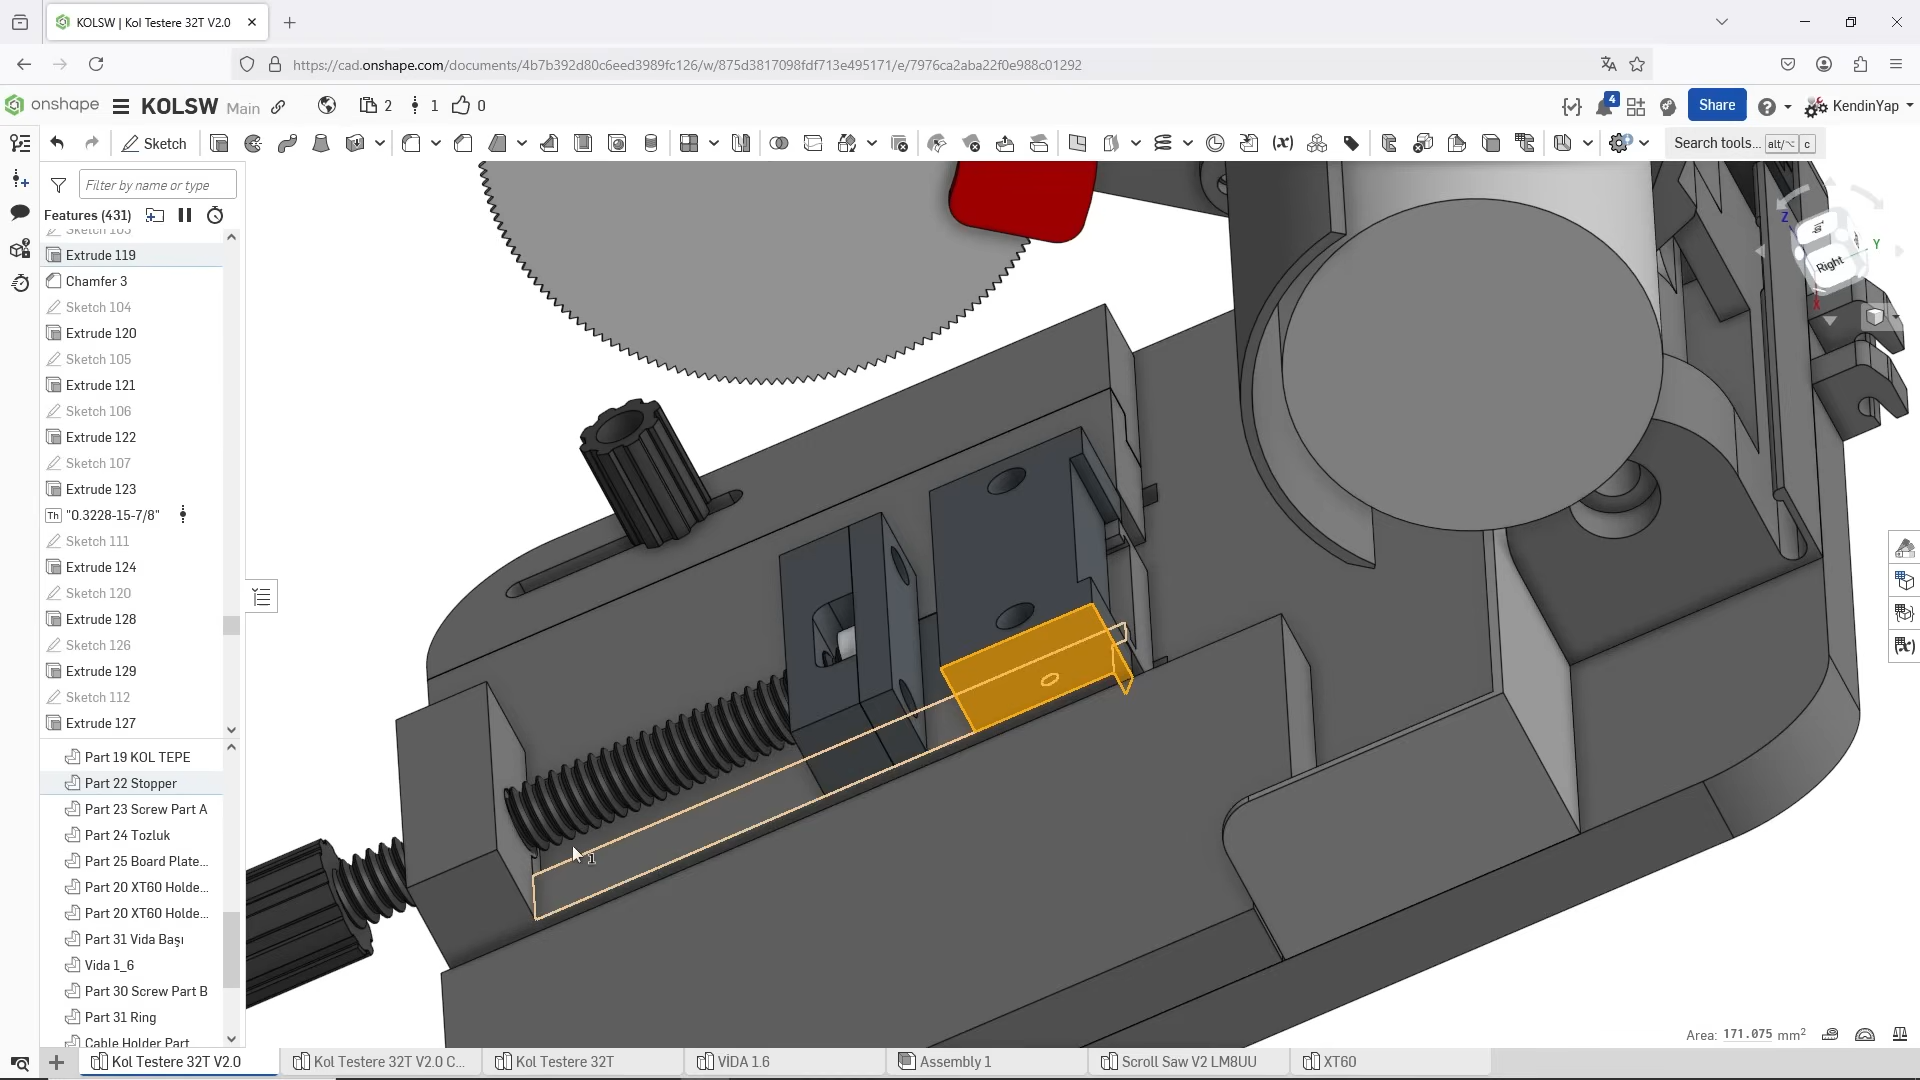 KOLSW | Kol Testere 32T V2.0
https://cad.onshape.com/documents/4b7b392d80c6eed3989fc126/w/875d3817098fdf713e495171/e/7976ca2aba22f0e988c01292
onshape KOLSW Main 2 1 0 4 Share KendinYap
Sketch Search tools... alt/⌥ c
Filter by name or type
Features (431)
Sketch 103
Extrude 119
Chamfer 3
Sketch 104
Extrude 120
Sketch 105
Extrude 121
Sketch 106
Extrude 122
Sketch 107
Extrude 123
Th "0.3228-15-7/8"
Sketch 111
Extrude 124
Sketch 120
Extrude 128
Sketch 126
Extrude 129
Sketch 112
Extrude 127
Part 19 KOL TEPE
Part 22 Stopper
Part 23 Screw Part A
Part 24 Tozluk
Part 25 Board Plate...
Part 20 XT60 Holde...
Part 20 XT60 Holde...
Part 31 Vida Başı
Vida 1_6
Part 30 Screw Part B
Part 31 Ring
Cable Holder Part
Z
Y
Right
X
1
Area: 171.075 mm²
Kol Testere 32T V2.0
Kol Testere 32T V2.0 C...
Kol Testere 32T
VİDA 1.6
Assembly 1
Scroll Saw V2 LM8UU
XT60